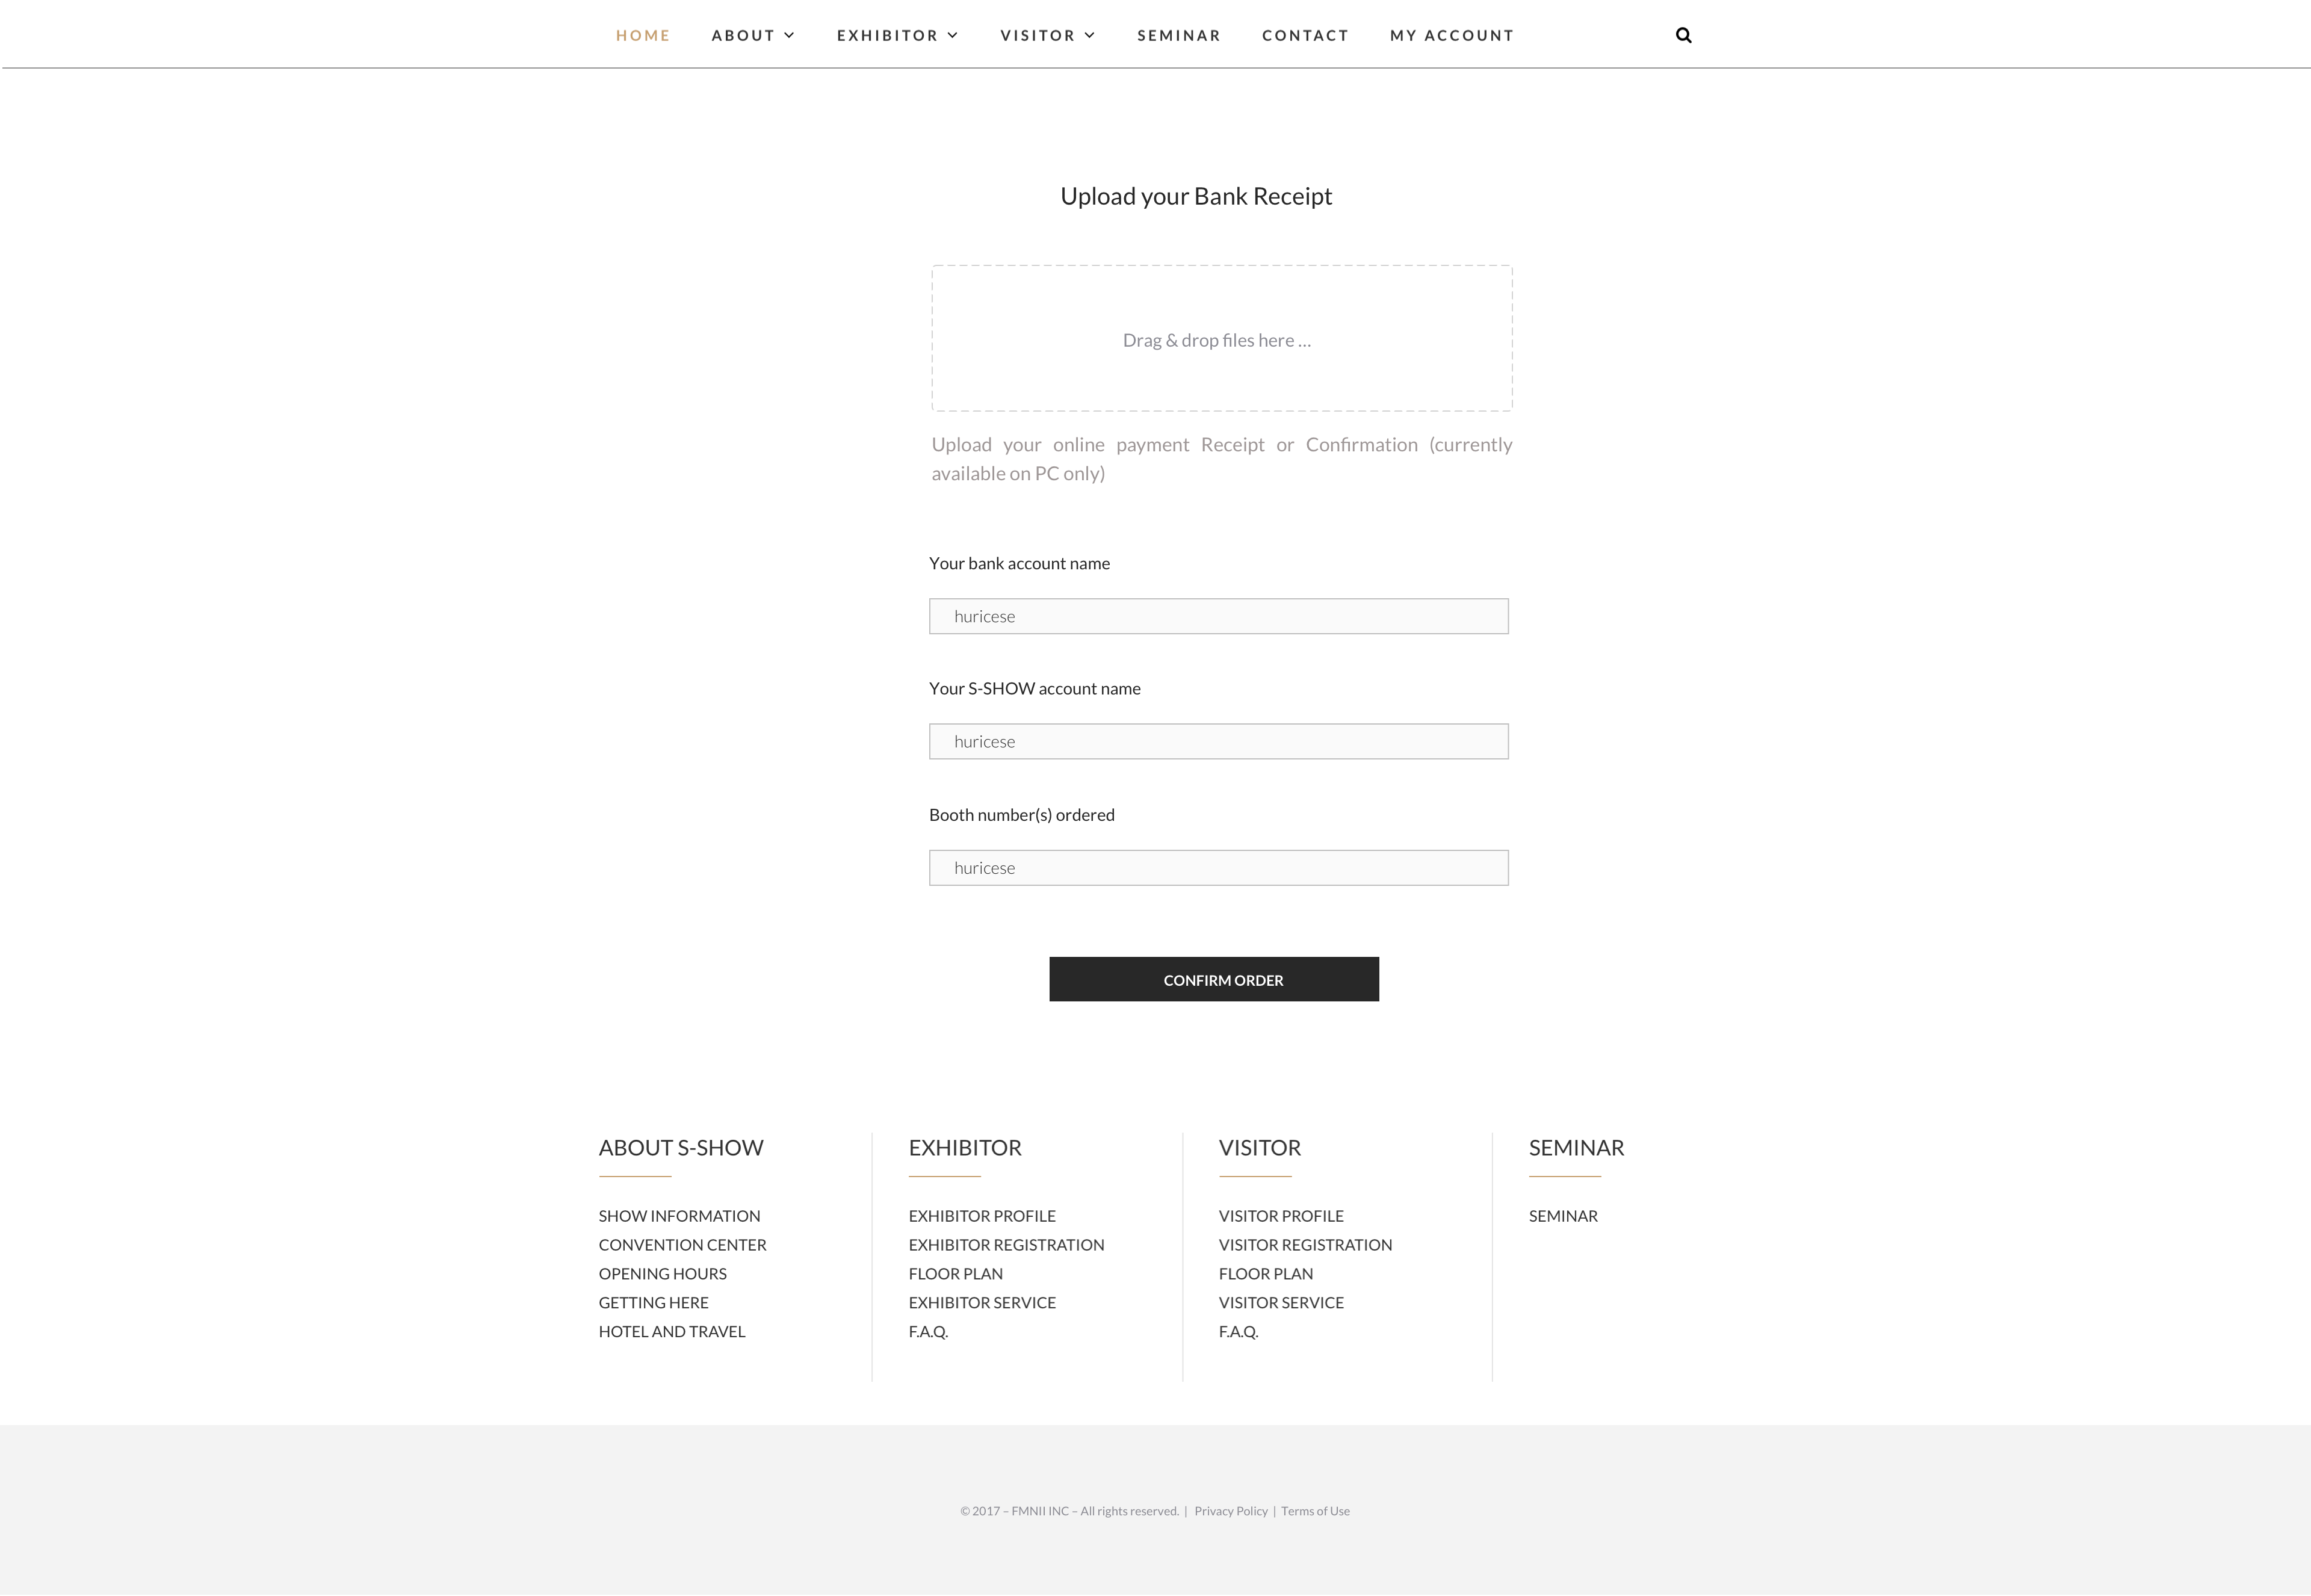 HOME ABOUT EXHIBITOR VISITOR SEMINAR CONTACT MY ACCOUNT
Upload your Bank Receipt
Drag & drop files here ...
Upload your online payment Receipt or Confirmation (currently
available on PC only)
Your bank account name
huricese
Your S-SHOW account name
huricese
Booth number(s) ordered
huricese
CONFIRM ORDER
ABOUT S-SHOW
SHOW INFORMATION
CONVENTION CENTER
OPENING HOURS
GETTING HERE
HOTEL AND TRAVEL
EXHIBITOR
EXHIBITOR PROFILE
EXHIBITOR REGISTRATION
FLOOR PLAN
EXHIBITOR SERVICE
F.A.Q.
VISITOR
VISITOR PROFILE
VISITOR REGISTRATION
FLOOR PLAN
VISITOR SERVICE
F.A.Q.
SEMINAR
SEMINAR
© 2017 – FMNII INC – All rights reserved. | Privacy Policy | Terms of Use